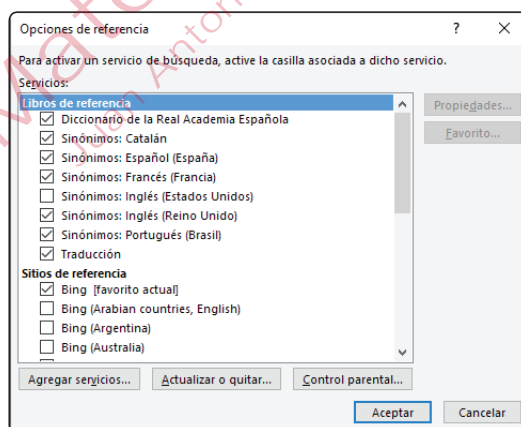 Opciones de referencia
Para activar un servicio de búsqueda, active la casilla asociada a dicho servicio.
Servicios:
Libros de referencia
Diccionario de la Real Academia Española
Sinónimos: Catalán
Sinónimos: Español (España)
Sinónimos: Francés (Francia)
Sinónimos: Inglés (Estados Unidos)
Sinónimos: Inglés (Reino Unido)
Sinónimos: Portugués (Brasil)
Traducción
Sitios de referencia
Bing [favorito actual]
Bing (Arabian countries, English)
Bing (Argentina)
Bing (Australia)
Propiedades...
Favorito...
Agregar servicios...
Actualizar o quitar...
Control parental...
Aceptar
Cancelar
Juan Anton